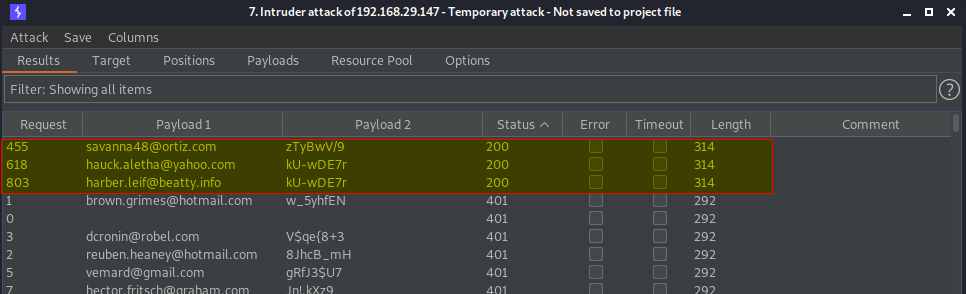 7. Intruder attack of 192.168.29.147 - Temporary attack - Not saved to project file
Attack Save Columns
Results Target Positions Payloads Resource Pool Options
Filter: Showing all items ?
Request Payload 1 Payload 2 Status Error Timeout Length Comment
455 savanna48@ortiz.com zTyBwV/9 200 314
618 hauck.aletha@yahoo.com kU-wDE7r 200 314
803 harber.leif@beatty.info kU-wDE7r 200 314
1 brown.grimes@hotmail.com w_5yhfEN 401 292
0 401 292
3 dcronin@robel.com V$qe{8+3 401 292
2 reuben.heaney@hotmail.com 8JhcB_mH 401 292
5 vemard@gmail.com gRfJ3$U7 401 292
7 hector.fritsch@graham.com Jn!.kXz9 401 292